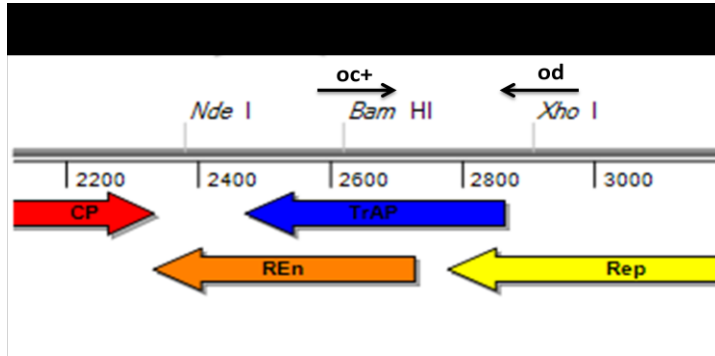 oc+ od
Nde I Bam HI Xho I
2200 2400 2600 2800 3000
CP TrAP
REn Rep